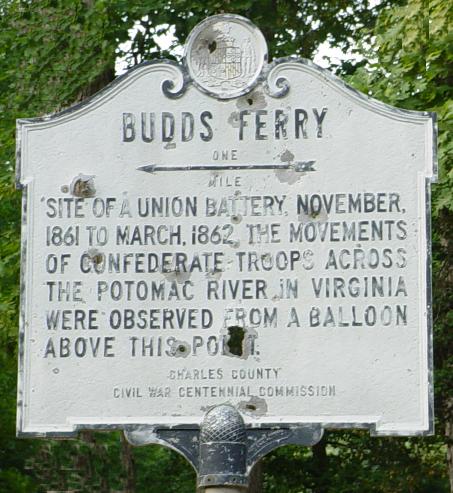 BUDDS FERRY
ONE
MILE
SITE OF A UNION BATTERY, NOVEMBER,
1861 TO MARCH, 1862, THE MOVEMENTS
OF CONFEDERATE TROOPS ACROSS
THE POTOMAC RIVER IN VIRGINIA
WERE OBSERVED FROM A BALLOON
ABOVE THIS POINT.
CHARLES COUNTY
CIVIL WAR CENTENNIAL COMMISSION